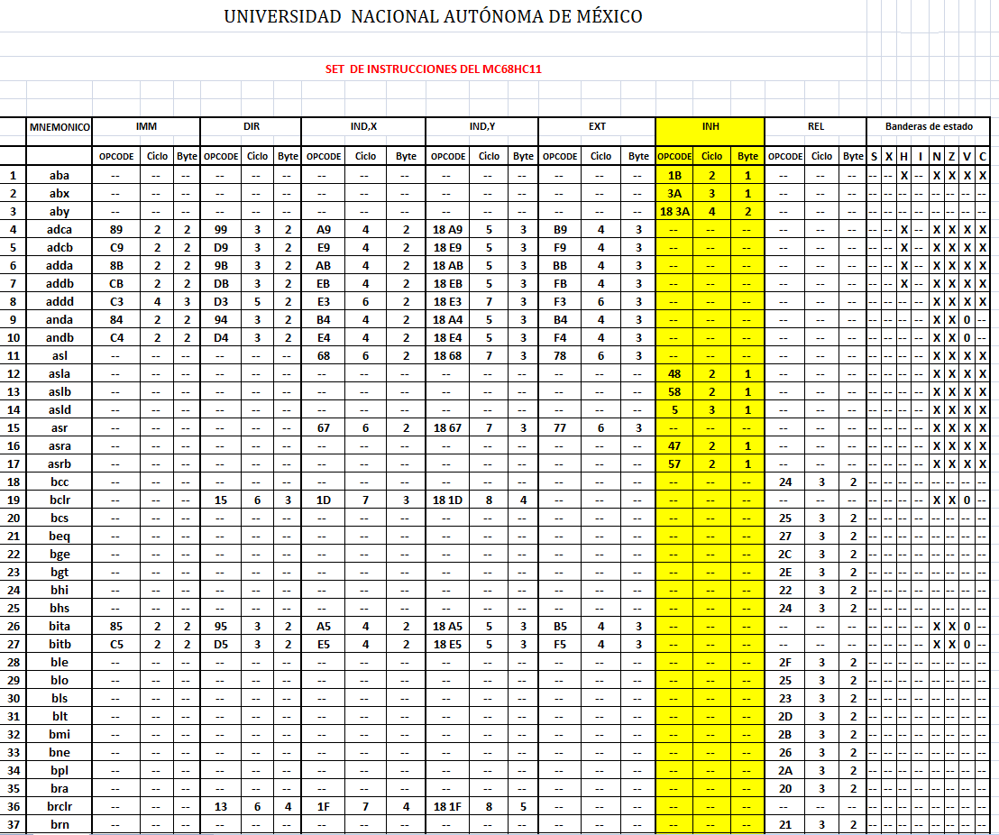 UNIVERSIDAD NACIONAL AUTÓNOMA DE MÉXICO
SET DE INSTRUCCIONES DEL MC68HC11
MNEMONICO IMM DIR IND,X IND,Y EXT INH REL Banderas de estado
OPCODE Ciclo Byte OPCODE Ciclo Byte OPCODE Ciclo Byte OPCODE Ciclo Byte OPCODE Ciclo Byte OPCODE Ciclo Byte OPCODE Ciclo Byte S X H I N Z V C
1 aba -- -- -- -- -- -- -- -- -- -- -- -- -- -- -- 1B 2 1 -- -- -- -- -- X -- X X X X
2 abx -- -- -- -- -- -- -- -- -- -- -- -- -- -- -- 3A 3 1 -- -- -- -- -- -- -- -- -- -- --
3 aby -- -- -- -- -- -- -- -- -- -- -- -- -- -- -- 18 3A 4 2 -- -- -- -- -- -- -- -- -- -- --
4 adca 89 2 2 99 3 2 A9 4 2 18 A9 5 3 B9 4 3 -- -- -- -- -- -- -- -- X -- X X X X
5 adcb C9 2 2 D9 3 2 E9 4 2 18 E9 5 3 F9 4 3 -- -- -- -- -- -- -- -- X -- X X X X
6 adda 8B 2 2 9B 3 2 AB 4 2 18 AB 5 3 BB 4 3 -- -- -- -- -- -- -- -- X -- X X X X
7 addb CB 2 2 DB 3 2 EB 4 2 18 EB 5 3 FB 4 3 -- -- -- -- -- -- -- -- X -- X X X X
8 addd C3 4 3 D3 5 2 E3 6 2 18 E3 7 3 F3 6 3 -- -- -- -- -- -- -- -- -- -- X X X X
9 anda 84 2 2 94 3 2 B4 4 2 18 A4 5 3 B4 4 3 -- -- -- -- -- -- -- -- -- -- X X 0 --
10 andb C4 2 2 D4 3 2 E4 4 2 18 E4 5 3 F4 4 3 -- -- -- -- -- -- -- -- -- -- X X 0 --
11 asl -- -- -- -- -- -- 68 6 2 18 68 7 3 78 6 3 -- -- -- -- -- -- -- -- -- -- X X X X
12 asla -- -- -- -- -- -- -- -- -- -- -- -- -- -- -- 48 2 1 -- -- -- -- -- -- -- X X X X
13 aslb -- -- -- -- -- -- -- -- -- -- -- -- -- -- -- 58 2 1 -- -- -- -- -- -- -- X X X X
14 asld -- -- -- -- -- -- -- -- -- -- -- -- -- -- -- 5 3 1 -- -- -- -- -- -- -- X X X X
15 asr -- -- -- -- -- -- 67 6 2 18 67 7 3 77 6 3 -- -- -- -- -- -- -- -- -- -- X X X X
16 asra -- -- -- -- -- -- -- -- -- -- -- -- -- -- -- 47 2 1 -- -- -- -- -- -- -- X X X X
17 asrb -- -- -- -- -- -- -- -- -- -- -- -- -- -- -- 57 2 1 -- -- -- -- -- -- -- X X X X
18 bcc -- -- -- -- -- -- -- -- -- -- -- -- -- -- -- -- -- -- 24 3 2 -- -- -- -- -- -- -- --
19 bclr -- -- -- 15 6 3 1D 7 3 18 1D 8 4 -- -- -- -- -- -- -- -- -- -- -- -- -- X X 0 --
20 bcs -- -- -- -- -- -- -- -- -- -- -- -- -- -- -- -- -- -- 25 3 2 -- -- -- -- -- -- -- --
21 beq -- -- -- -- -- -- -- -- -- -- -- -- -- -- -- -- -- -- 27 3 2 -- -- -- -- -- -- -- --
22 bge -- -- -- -- -- -- -- -- -- -- -- -- -- -- -- -- -- -- 2C 3 2 -- -- -- -- -- -- -- --
23 bgt -- -- -- -- -- -- -- -- -- -- -- -- -- -- -- -- -- -- 2E 3 2 -- -- -- -- -- -- -- --
24 bhi -- -- -- -- -- -- -- -- -- -- -- -- -- -- -- -- -- -- 22 3 2 -- -- -- -- -- -- -- --
25 bhs -- -- -- -- -- -- -- -- -- -- -- -- -- -- -- -- -- -- 24 3 2 -- -- -- -- -- -- -- --
26 bita 85 2 2 95 3 2 A5 4 2 18 A5 5 3 B5 4 3 -- -- -- -- -- -- -- -- -- -- X X 0 --
27 bitb C5 2 2 D5 3 2 E5 4 2 18 E5 5 3 F5 4 3 -- -- -- -- -- -- -- -- -- -- X X 0 --
28 ble -- -- -- -- -- -- -- -- -- -- -- -- -- -- -- -- -- -- 2F 3 2 -- -- -- -- -- -- -- --
29 blo -- -- -- -- -- -- -- -- -- -- -- -- -- -- -- -- -- -- 25 3 2 -- -- -- -- -- -- -- --
30 bls -- -- -- -- -- -- -- -- -- -- -- -- -- -- -- -- -- -- 23 3 2 -- -- -- -- -- -- -- --
31 blt -- -- -- -- -- -- -- -- -- -- -- -- -- -- -- -- -- -- 2D 3 2 -- -- -- -- -- -- -- --
32 bmi -- -- -- -- -- -- -- -- -- -- -- -- -- -- -- -- -- -- 2B 3 2 -- -- -- -- -- -- -- --
33 bne -- -- -- -- -- -- -- -- -- -- -- -- -- -- -- -- -- -- 26 3 2 -- -- -- -- -- -- -- --
34 bpl -- -- -- -- -- -- -- -- -- -- -- -- -- -- -- -- -- -- 2A 3 2 -- -- -- -- -- -- -- --
35 bra -- -- -- -- -- -- -- -- -- -- -- -- -- -- -- -- -- -- 20 3 2 -- -- -- -- -- -- -- --
36 brclr -- -- -- 13 6 4 1F 7 4 18 1F 8 5 -- -- -- -- -- -- -- -- -- -- -- -- -- -- -- -- --
37 brn -- -- -- -- -- -- -- -- -- -- -- -- -- -- -- -- -- -- 21 3 2 -- -- -- -- -- -- -- --